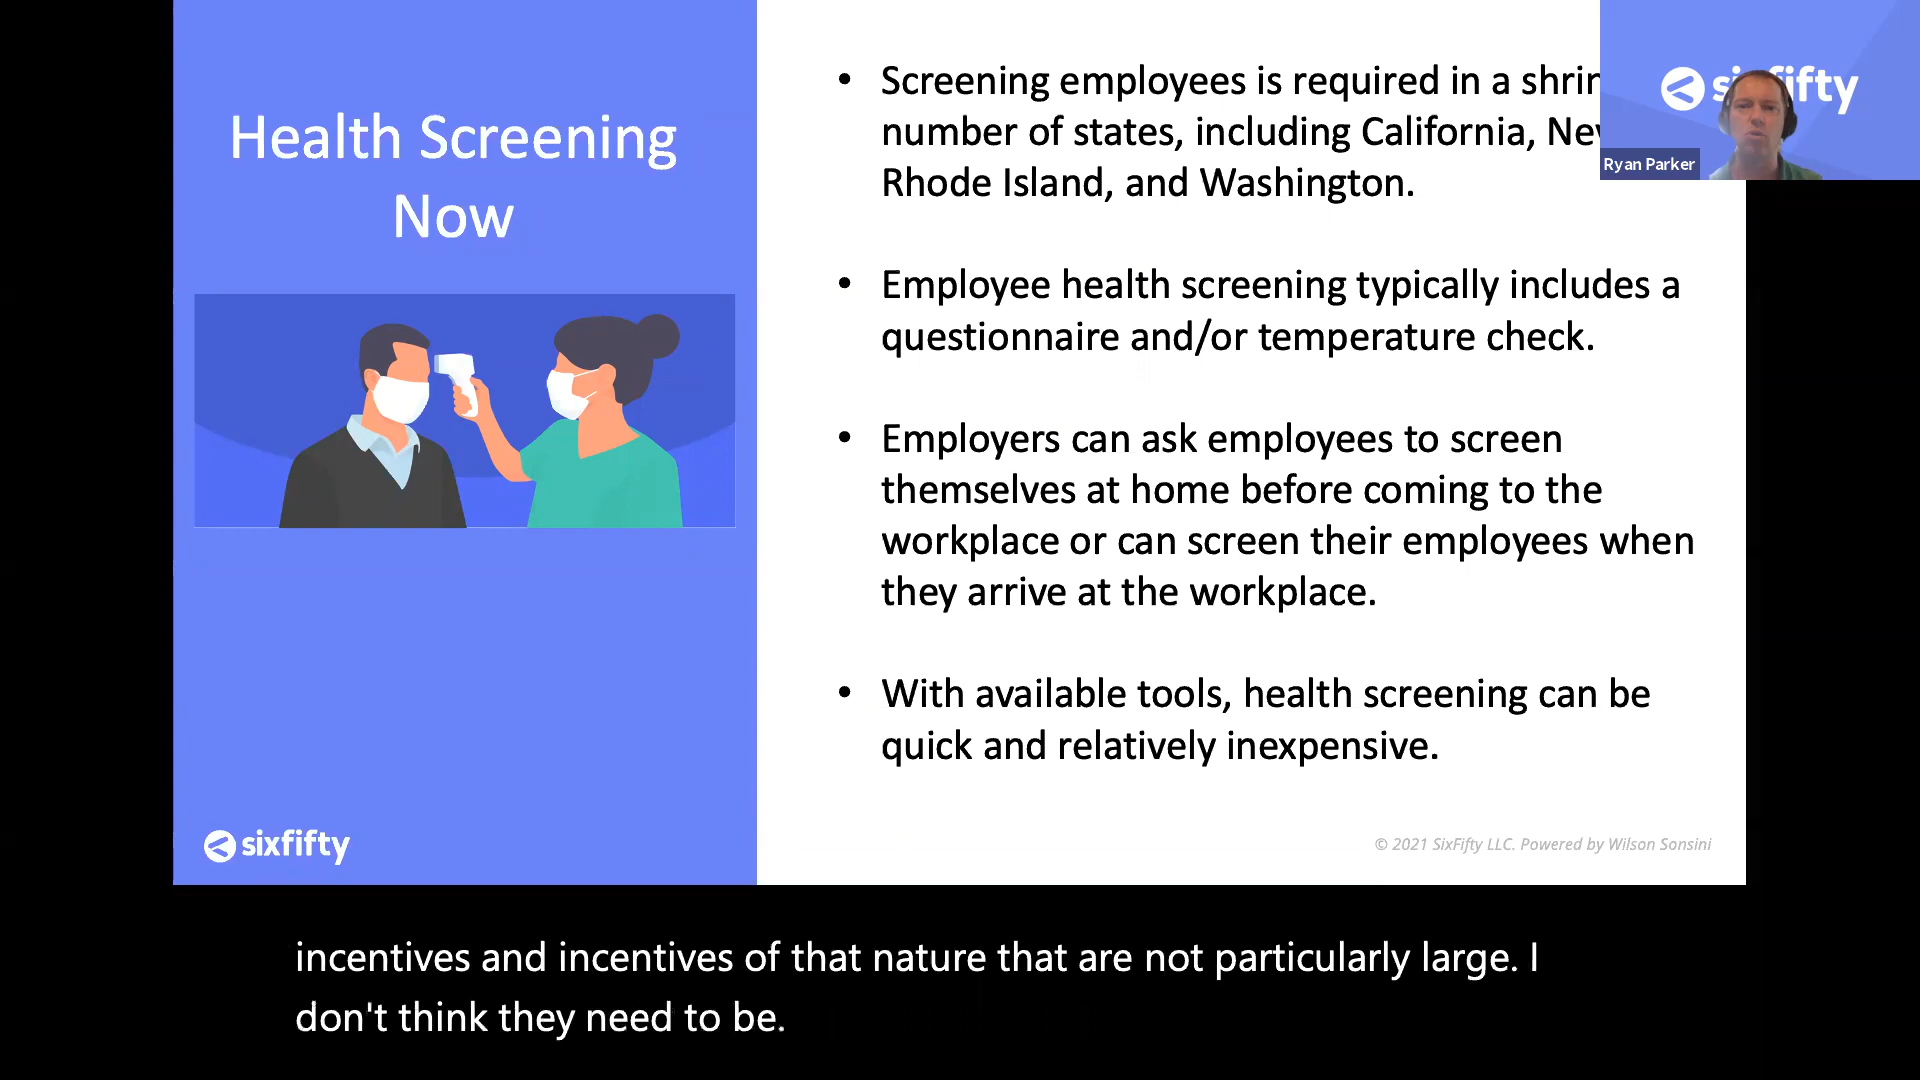 Health Screening
Now
sixfifty
• Screening employees is required in a
number of states, including California,
Rhode Island, and Washington.
• Employee health screening typically includes a
questionnaire and/or temperature check.
• Employers can ask employees to screen
themselves at home before coming to the
workplace or can screen their employees when
they arrive at the workplace.
• With available tools, health screening can be
quick and relatively inexpensive.
© 2021 SixFifty LLC. Powered by Wilson Sonsini
sixfifty
Ryan Parker
incentives and incentives of that nature that are not particularly large. I
don't think they need to be.